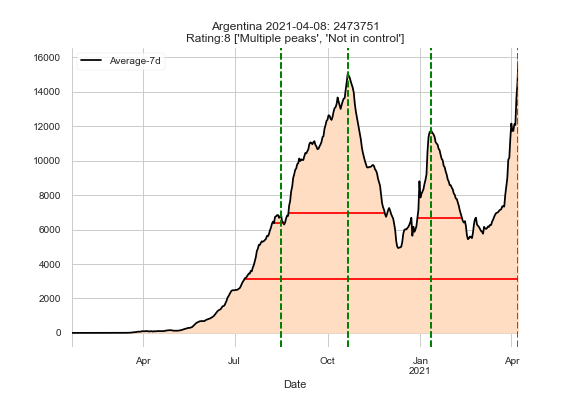 Argentina 2021-04-08: 2473751
Rating:8 ['Multiple peaks', 'Not in control']
Average-7d
16000
14000
12000
10000
8000
6000
4000
2000
0
Apr Jul Oct Jan Apr
2021
Date